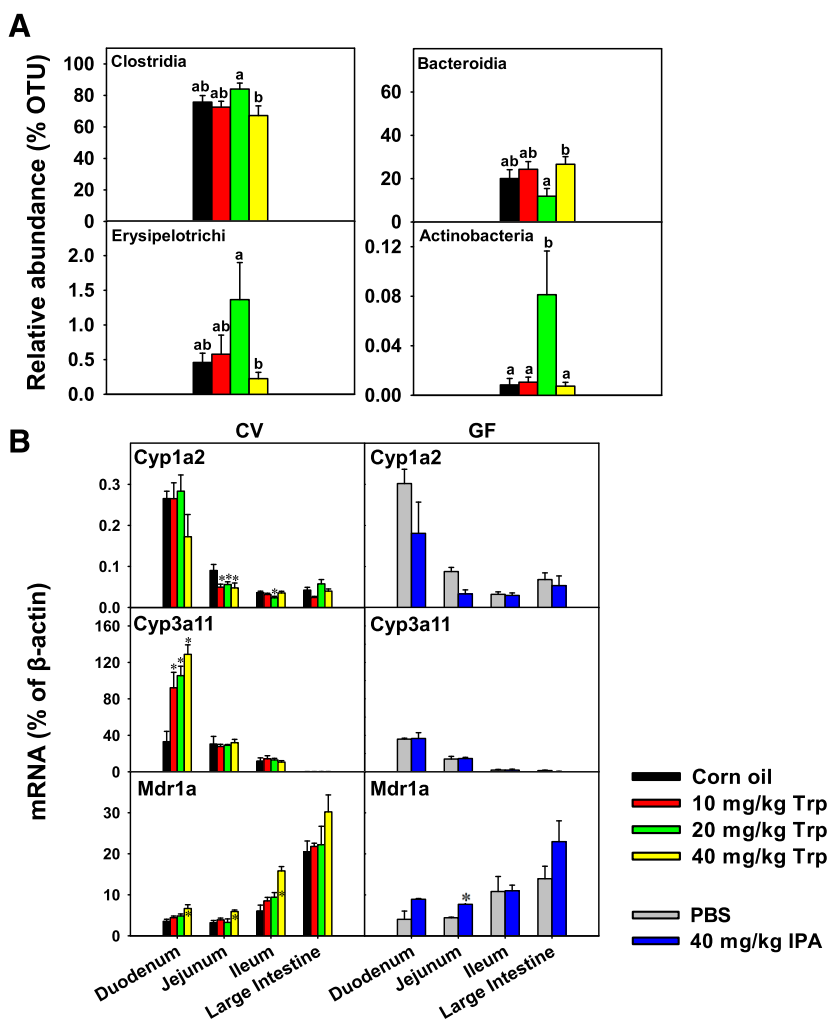 A
Relative abundance (% OTU)
Clostridia
100
80
60
40
20
0
ab
ab
a
b
Bacteroidia
60
40
20
0
ab
ab
a
b
Erysipelotrichi
2.0
1.5
1.0
0.5
0.0
ab
ab
a
b
Actinobacteria
0.12
0.08
0.04
0.00
a
a
b
a
B
mRNA (% of β-actin)
CV
GF
Cyp1a2
0.3
0.2
0.1
0.0
* * *
*
Cyp1a2
Cyp3a11
160
120
80
40
0
* * *
Cyp3a11
Mdr1a
30
20
10
0
*
*
*
Mdr1a
*
Duodenum
Jejunum
Ileum
Large Intestine
Duodenum
Jejunum
Ileum
Large Intestine
Corn oil
10 mg/kg Trp
20 mg/kg Trp
40 mg/kg Trp
PBS
40 mg/kg IPA